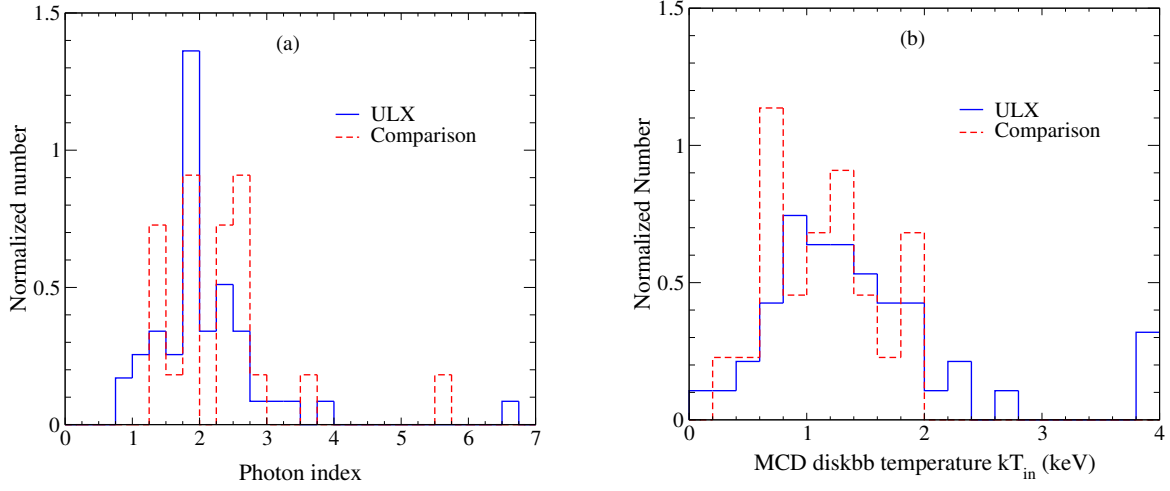 (a)
1.5
1
0.5
0
Normalized number
ULX
Comparison
0 1 2 3 4 5 6 7
Photon index
(b)
1.5
1
0.5
0
Normalized Number
ULX
Comparison
0 1 2 3 4
MCD diskbb temperature kT_in (keV)